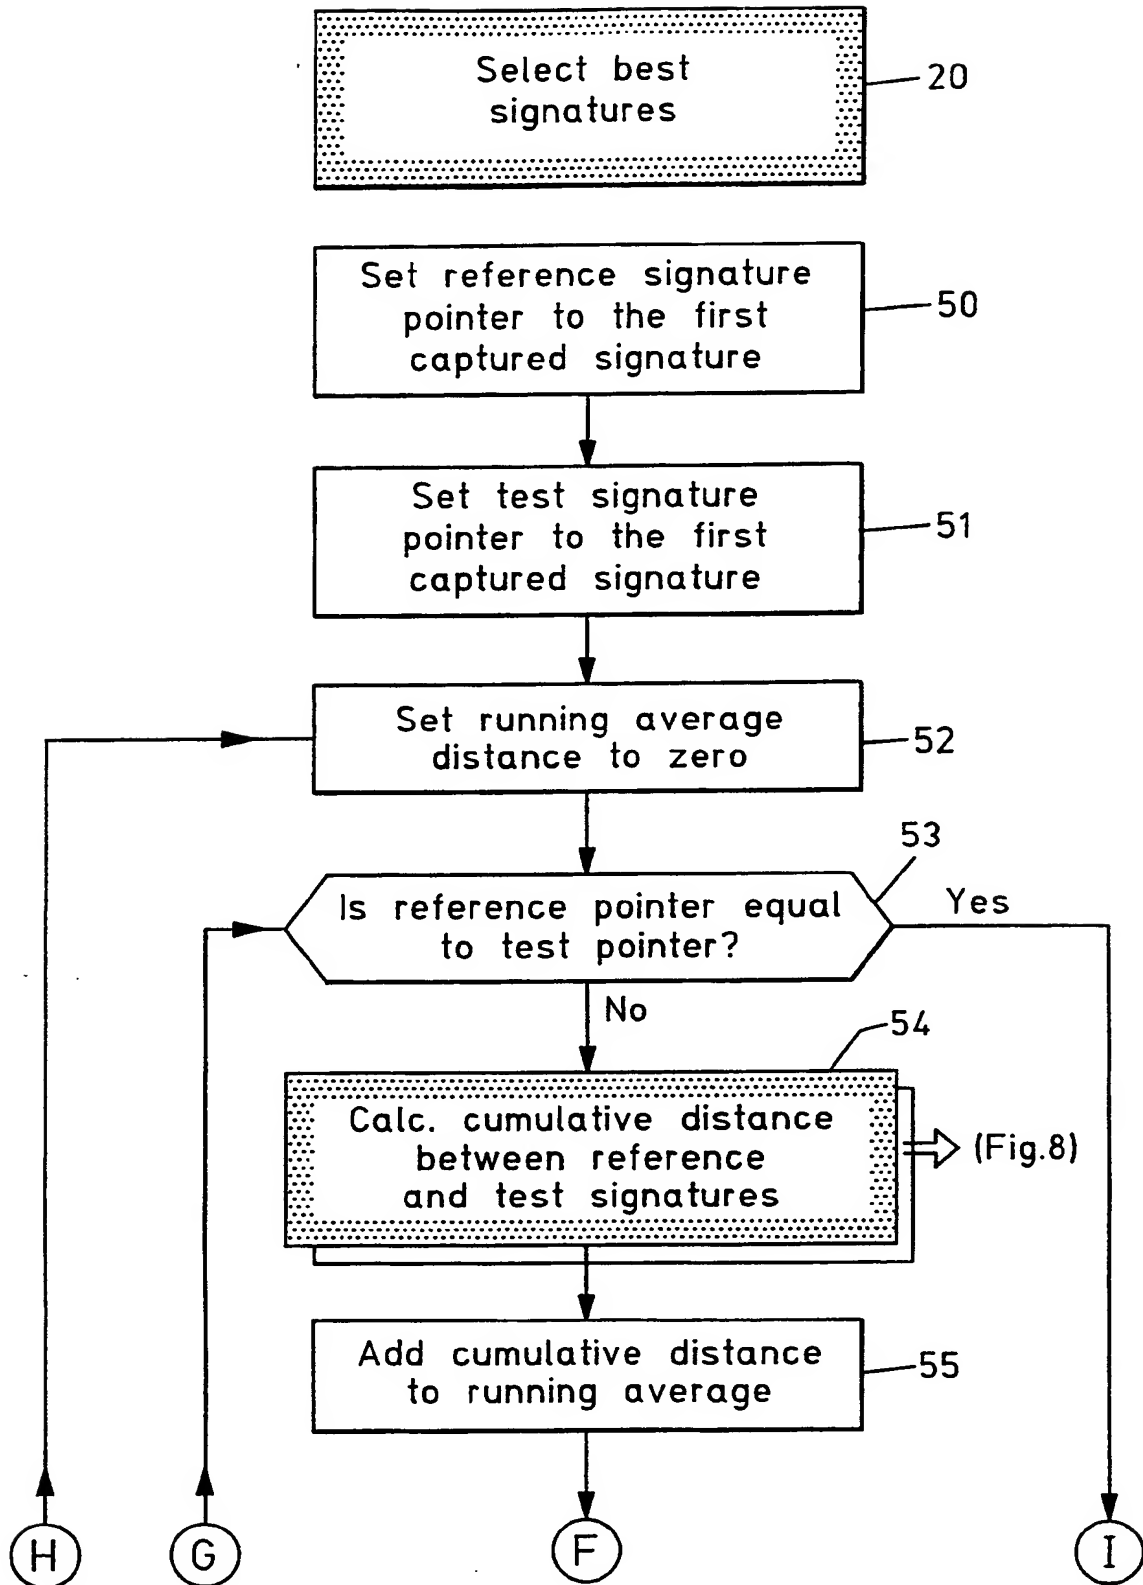 Select best
signatures
20
Set reference signature
pointer to the first
captured signature
50
Set test signature
pointer to the first
captured signature
51
Set running average
distance to zero
52
53
Is reference pointer equal
to test pointer?
Yes
No
54
Calc. cumulative distance
between reference
and test signatures
(Fig.8)
Add cumulative distance
to running average
55
H
G
F
I